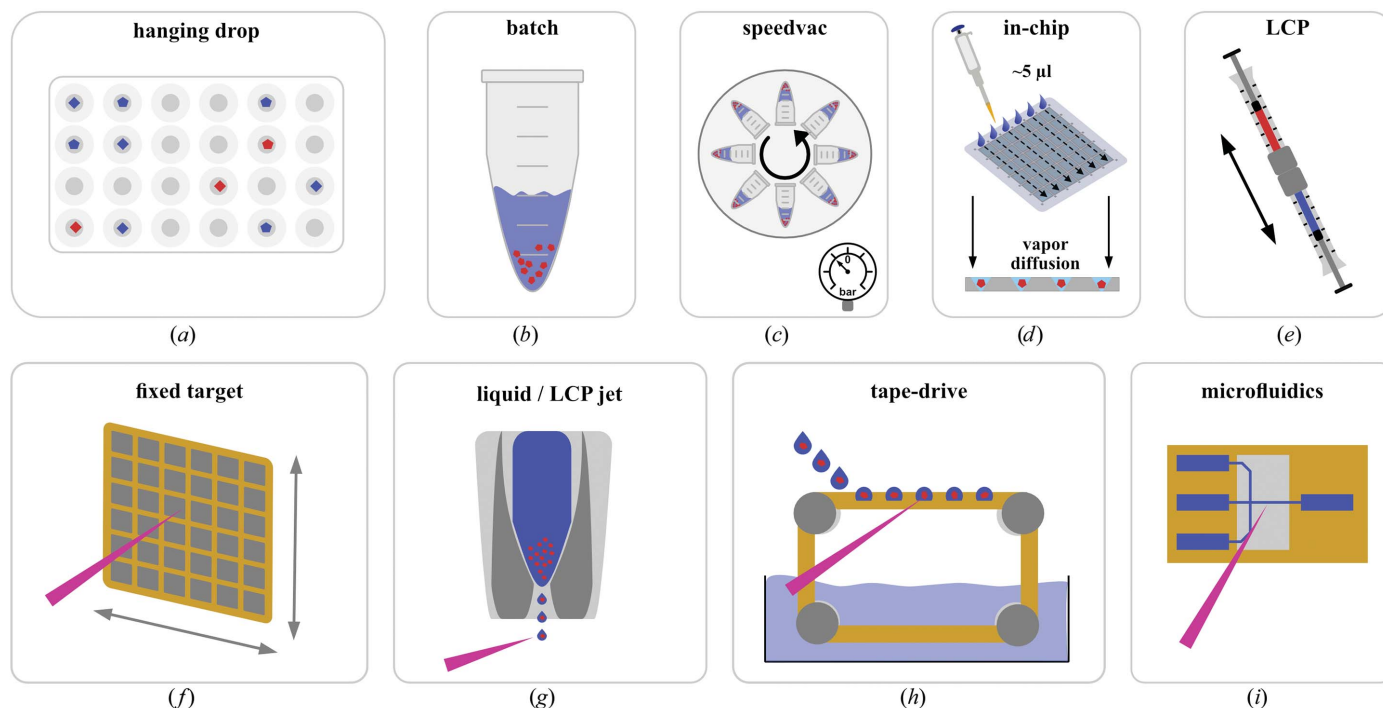 hanging drop
batch
speedvac
in-chip
LCP
~5 µl
0
bar
vapor
diffusion
(a)
(b)
(c)
(d)
(e)
fixed target
liquid / LCP jet
tape-drive
microfluidics
(f)
(g)
(h)
(i)